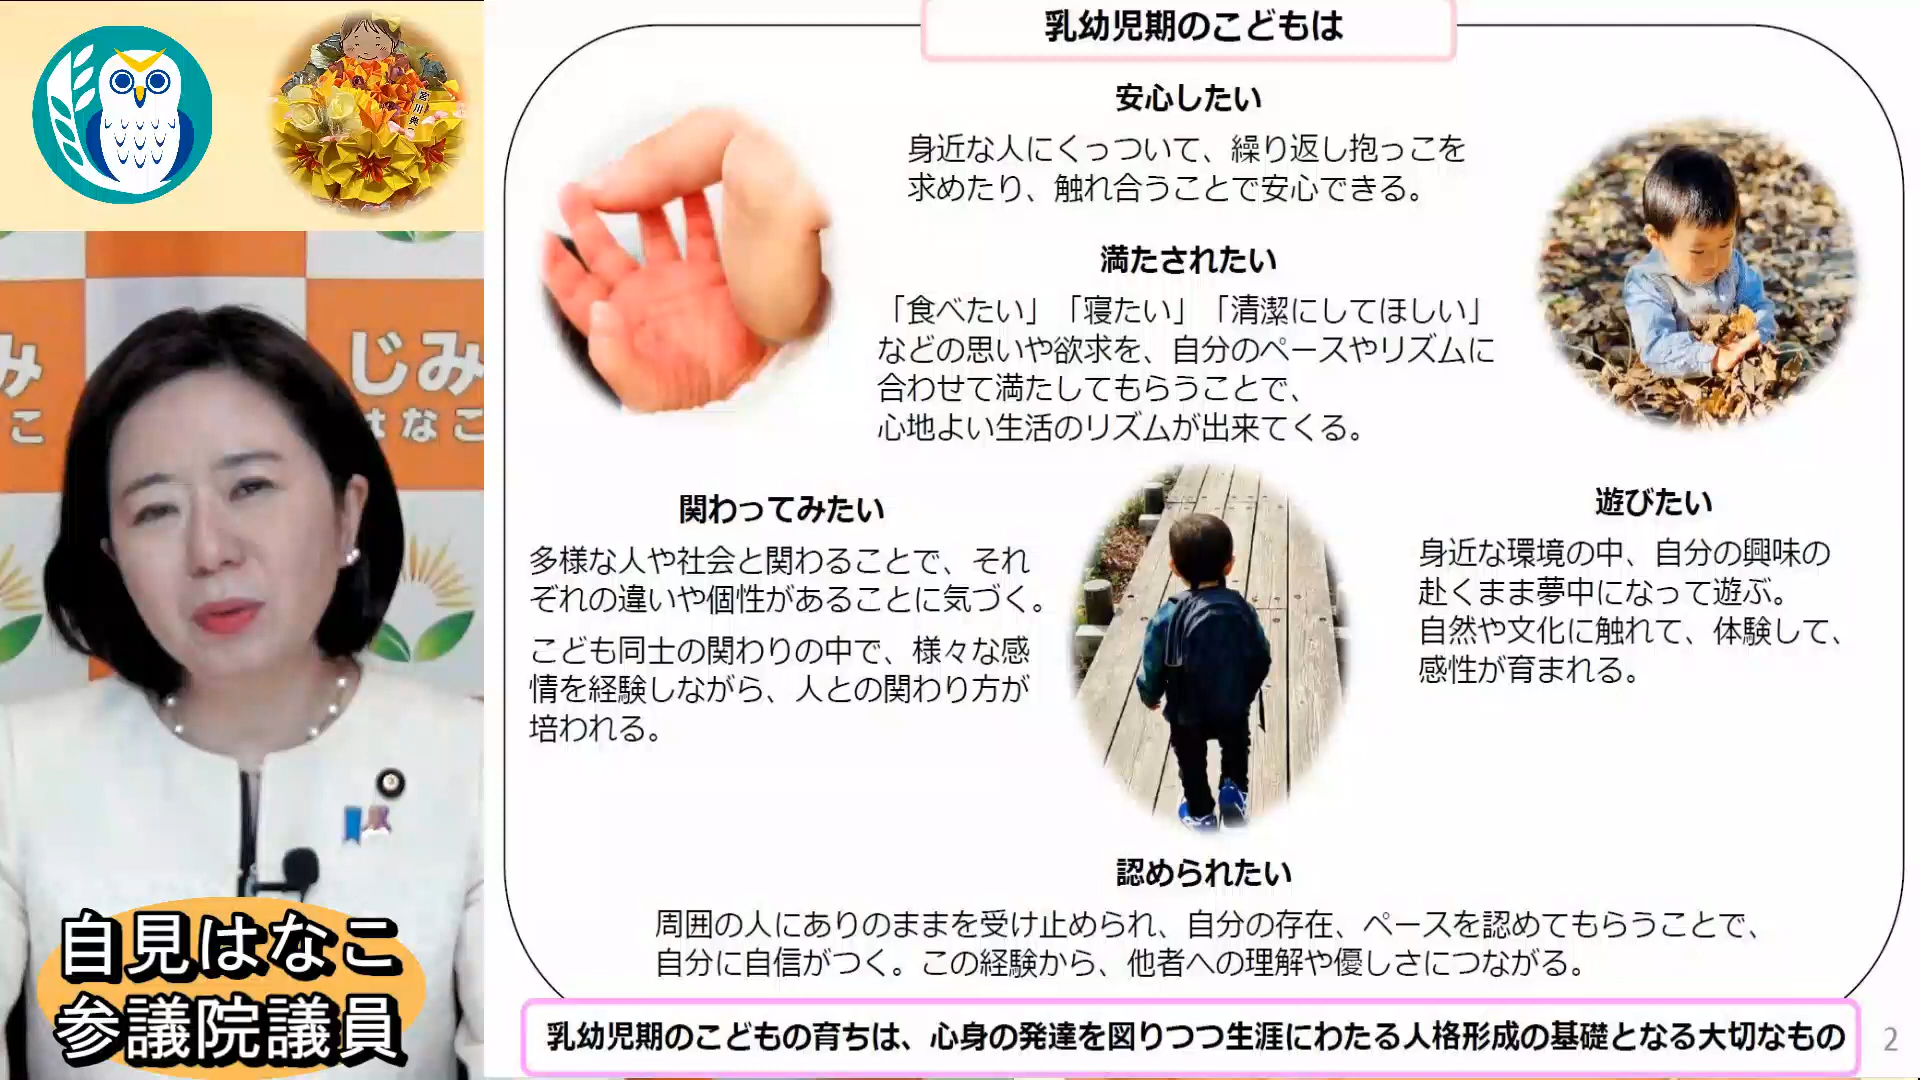 乳幼児期のこどもは
安心したい
身近な人にくっついて、繰り返し抱っこを
求めたり、触れ合うことで安心できる。
満たされたい
「食べたい」「寝たい」「清潔にしてほしい」
などの思いや欲求を、自分のペースやリズムに
合わせて満たしてもらうことで、
心地よい生活のリズムが出来てくる。
関わってみたい
多様な人や社会と関わることで、それ
ぞれの違いや個性があることに気づく。
こども同士の関わりの中で、様々な感
情を経験しながら、人との関わり方が
培われる。
遊びたい
身近な環境の中、自分の興味の
赴くまま夢中になって遊ぶ。
自然や文化に触れて、体験して、
感性が育まれる。
認められたい
周囲の人にありのままを受け止められ、自分の存在、ペースを認めてもらうことで、
自分に自信がつく。この経験から、他者への理解や優しさにつながる。
乳幼児期のこどもの育ちは、心身の発達を図りつつ生涯にわたる人格形成の基礎となる大切なもの
2
み
なこ
じみ
はなこ
自見はなこ
参議院議員